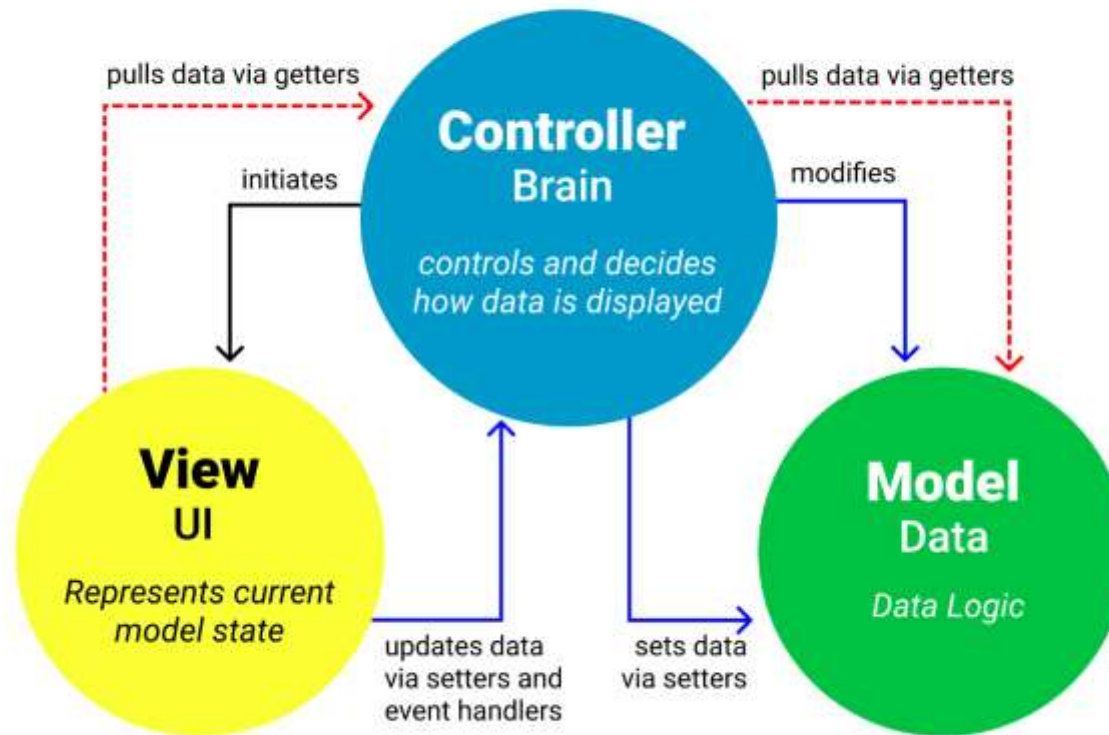 pulls data via getters
pulls data via getters
Controller
Brain
initiates
modifies
controls and decides
how data is displayed
View
UI
Represents current
model state
Model
Data
Data Logic
updates data
via setters and
event handlers
sets data
via setters